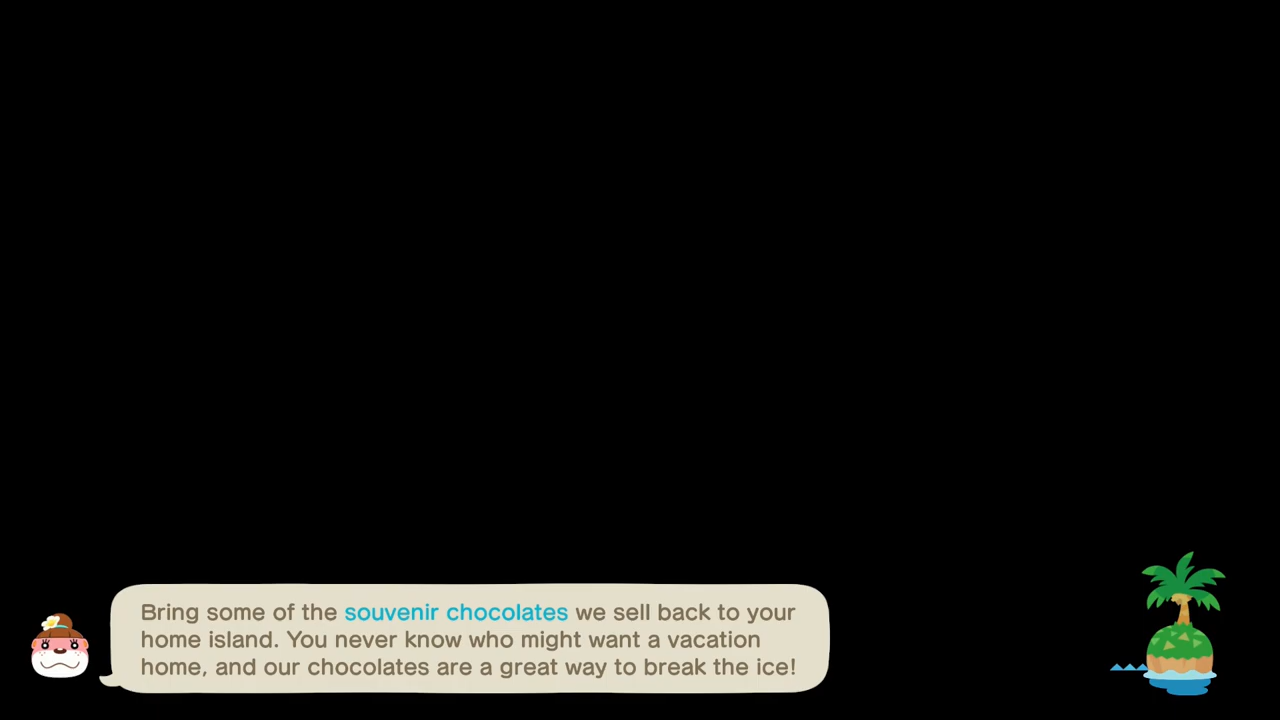 Bring some of the souvenir chocolates we sell back to your
home island. You never know who might want a vacation
home, and our chocolates are a great way to break the ice!